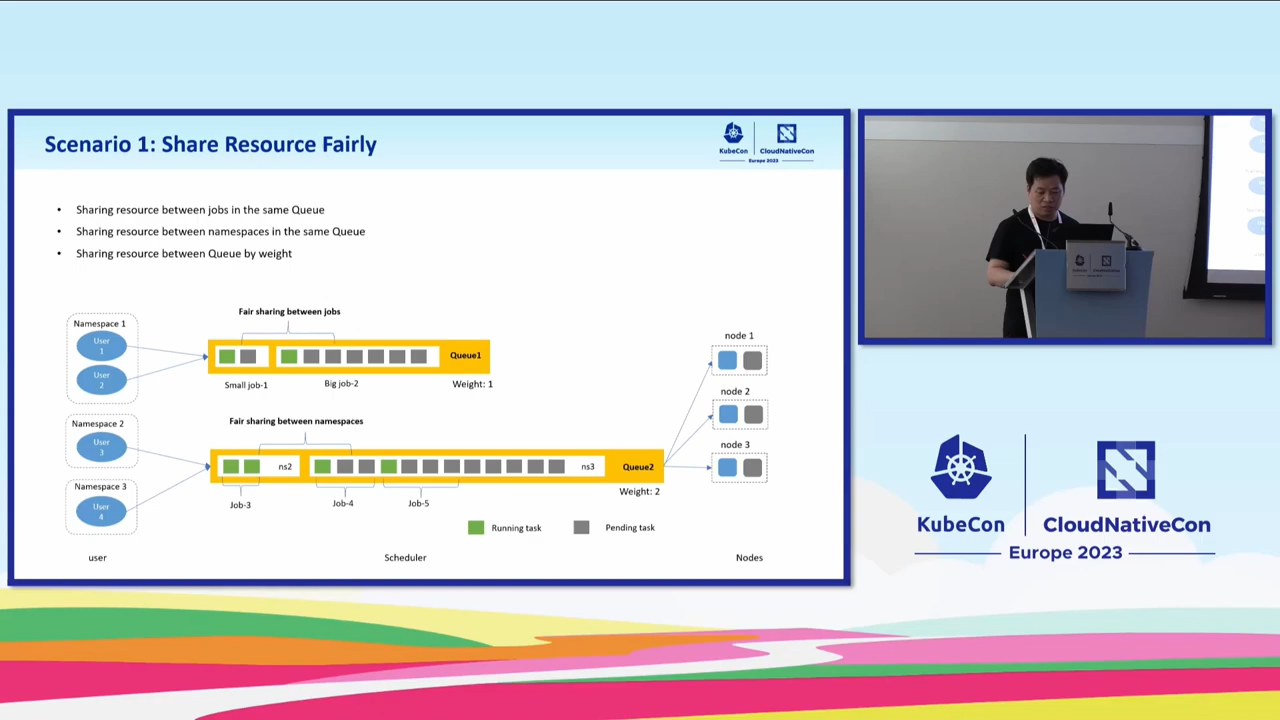 Scenario 1: Share Resource Fairly
KubeCon
CloudNativeCon
Europe 2023
• Sharing resource between jobs in the same Queue
• Sharing resource between namespaces in the same Queue
• Sharing resource between Queue by weight
Namespace 1
User
1
User
2
Fair sharing between jobs
Queue1
Small job-1
Big job-2
Weight: 1
Namespace 2
User
3
Namespace 3
User
4
Fair sharing between namespaces
ns2
ns3
Queue2
Weight: 2
Job-3
Job-4
Job-5
Running task
Pending task
node 1
node 2
node 3
user
Scheduler
Nodes
KubeCon
CloudNativeCon
Europe 2023